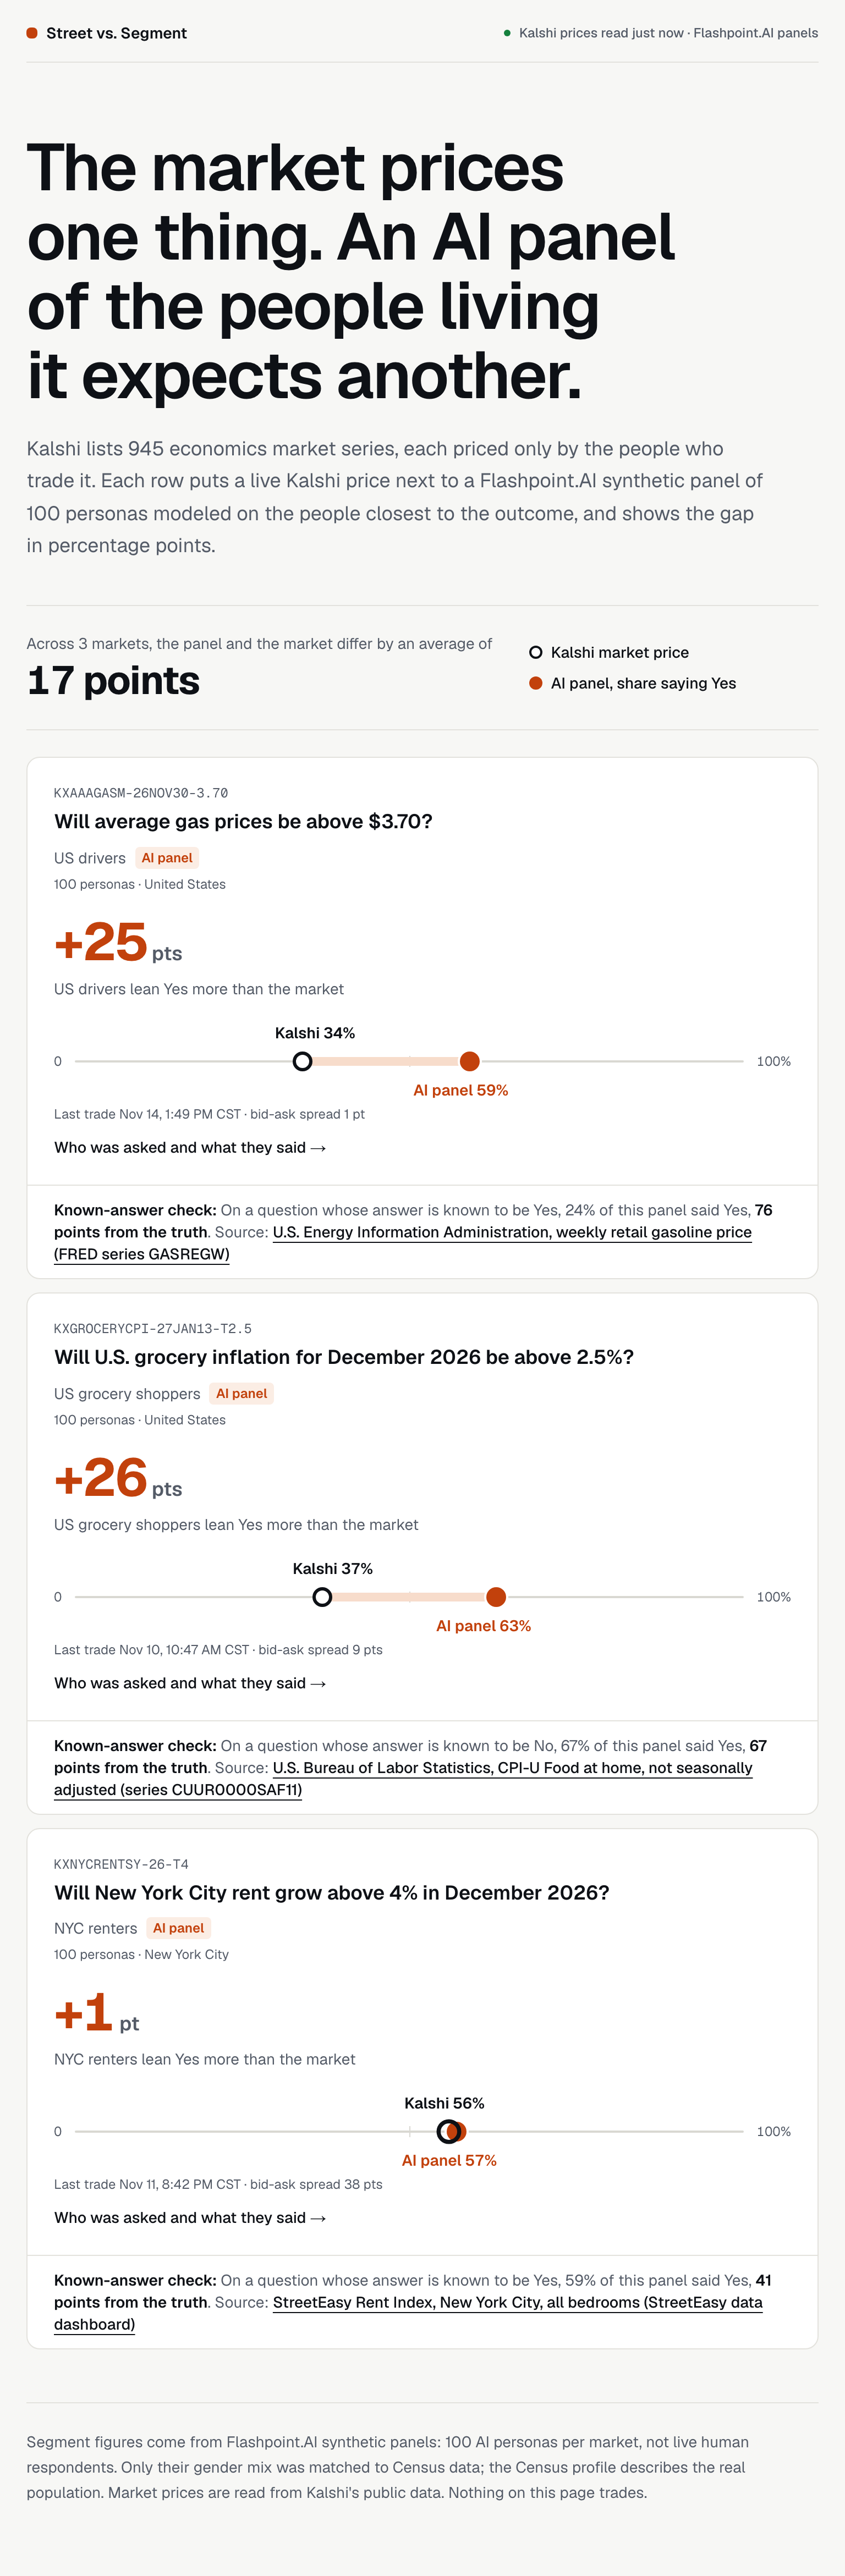 Street vs. Segment
Kalshi prices read just now · Flashpoint.AI panels
The market prices
one thing. An AI panel
of the people living
it expects another.
Kalshi lists 945 economics market series, each priced only by the people who
trade it. Each row puts a live Kalshi price next to a Flashpoint.AI synthetic panel of
100 personas modeled on the people closest to the outcome, and shows the gap
in percentage points.
Across 3 markets, the panel and the market differ by an average of
17 points
Kalshi market price
AI panel, share saying Yes
KXAAAGASM-26NOV30-3.70
Will average gas prices be above $3.70?
US drivers AI panel
100 personas · United States
+25 pts
US drivers lean Yes more than the market
Kalshi 34%
0 100%
AI panel 59%
Last trade Nov 14, 1:49 PM CST · bid-ask spread 1 pt
Who was asked and what they said →
Known-answer check: On a question whose answer is known to be Yes, 24% of this panel said Yes, 76
points from the truth. Source: U.S. Energy Information Administration, weekly retail gasoline price
(FRED series GASREGW)
KXGROCERYCPI-27JAN13-T2.5
Will U.S. grocery inflation for December 2026 be above 2.5%?
US grocery shoppers AI panel
100 personas · United States
+26 pts
US grocery shoppers lean Yes more than the market
Kalshi 37%
0 100%
AI panel 63%
Last trade Nov 10, 10:47 AM CST · bid-ask spread 9 pts
Who was asked and what they said →
Known-answer check: On a question whose answer is known to be No, 67% of this panel said Yes, 67
points from the truth. Source: U.S. Bureau of Labor Statistics, CPI-U Food at home, not seasonally
adjusted (series CUUR0000SAF11)
KXNYCRENTSY-26-T4
Will New York City rent grow above 4% in December 2026?
NYC renters AI panel
100 personas · New York City
+1 pt
NYC renters lean Yes more than the market
Kalshi 56%
0 100%
AI panel 57%
Last trade Nov 11, 8:42 PM CST · bid-ask spread 38 pts
Who was asked and what they said →
Known-answer check: On a question whose answer is known to be Yes, 59% of this panel said Yes, 41
points from the truth. Source: StreetEasy Rent Index, New York City, all bedrooms (StreetEasy data
dashboard)
Segment figures come from Flashpoint.AI synthetic panels: 100 AI personas per market, not live human
respondents. Only their gender mix was matched to Census data; the Census profile describes the real
population. Market prices are read from Kalshi's public data. Nothing on this page trades.